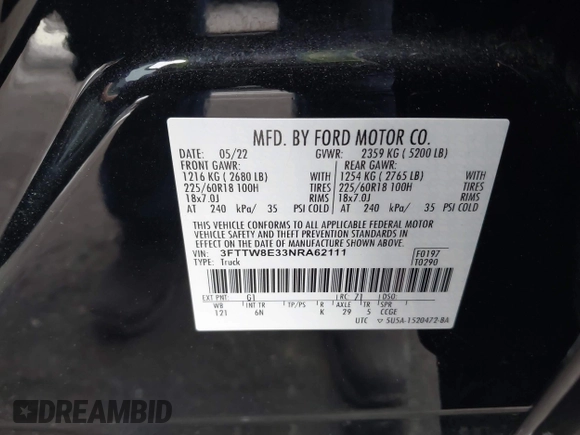 MFD. BY FORD MOTOR CO.
DATE: 05/22 GVWR: 2359 KG ( 5200 LB)
FRONT GAWR: REAR GAWR:
1216 KG ( 2680 LB) WITH 1254 KG ( 2765 LB) WITH
225/60R18 100H TIRES 225/60R18 100H TIRES
18x7.0J RIMS 18x7.0J RIMS
AT 240 kPa/ 35 PSI COLD AT 240 kPa/ 35 PSI COLD
THIS VEHICLE CONFORMS TO ALL APPLICABLE FEDERAL MOTOR
VEHICLE SAFETY AND THEFT PREVENTION STANDARDS IN
EFFECT ON THE DATE OF MANUFACTURE SHOWN ABOVE.
VIN: 3FTTW8E33NRA62111 F0197
TYPE: Truck T0290
EXT PNT: G1 RC: 71 DSO:
WB INT TR TP/PS R AXLE TR SPR
121 6N K 29 5 CCGE
UTC ▽ SU5A-1520472-BA
DREAMBID